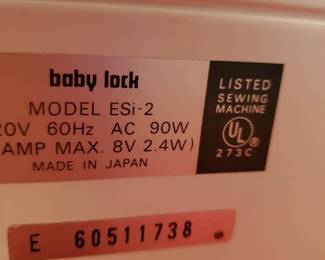 baby lock
MODEL ESi-2
20V 60Hz AC 90W
AMP MAX. 8V 2.4W)
MADE IN JAPAN
LISTED
SEWING
MACHINE
UL
273C
E 60511738